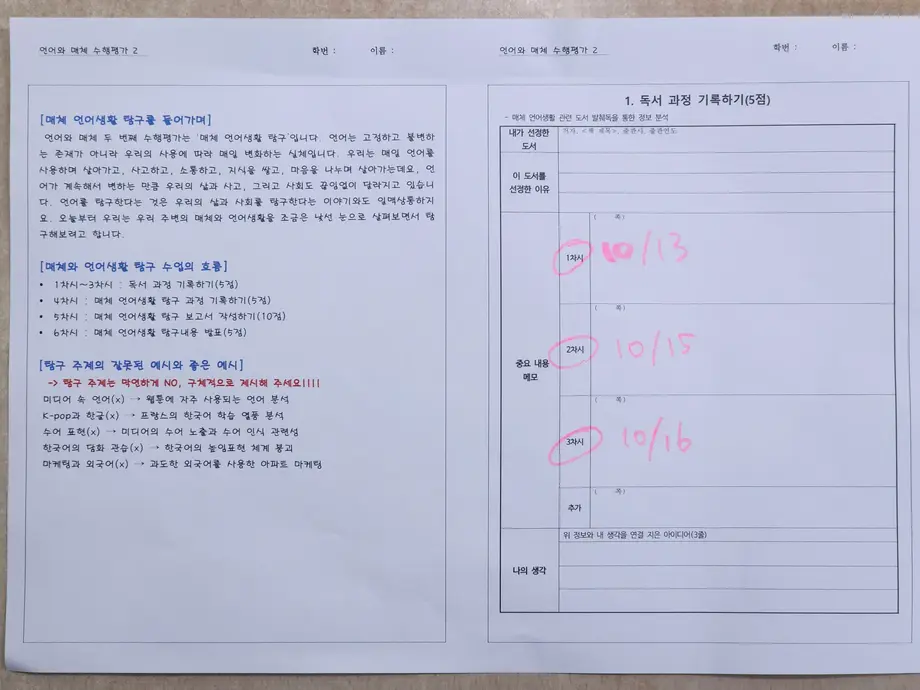 언어와 매체 수행평가 2 학번 : 이름 :
[매체 언어생활 탐구를 들어가며]
언어와 매체 두 번째 수행평가는 '매체 언어생활 탐구'입니다. 언어는 고정하고 불변하
는 존재가 아니라 우리의 사용에 따라 매일 변화하는 실체입니다. 우리는 매일 언어를
사용하며 살아가고, 사고하고, 소통하고, 지식을 쌓고, 마음을 나누며 살아가는데요, 언
어가 계속해서 변하는 만큼 우리의 삶과 사고, 그리고 사회도 끊임없이 달라지고 있습니
다. 언어를 탐구한다는 것은 우리의 삶과 사회를 탐구한다는 이야기와도 일맥상통하지
요. 오늘부터 우리는 우리 주변의 매체와 언어생활을 조금은 낯선 눈으로 살펴보면서 탐
구해보려고 합니다.
[매체와 언어생활 탐구 수업의 흐름]
• 1차시~3차시 : 독서 과정 기록하기(5점)
• 4차시 : 매체 언어생활 탐구 과정 기록하기(5점)
• 5차시 : 매체 언어생활 탐구 보고서 작성하기(10점)
• 6차시 : 매체 언어생활 탐구내용 발표(5점)
[탐구 주제의 잘못된 예시와 좋은 예시]
-> 탐구 주제는 막연하게 NO, 구체적으로 제시해 주세요!!!!
미디어 속 언어(x) → 웹툰에 자주 사용되는 언어 분석
K-pop과 한글(x) → 프랑스의 한국어 학습 열풍 분석
수어 표현(x) → 미디어의 수어 노출과 수어 인식 관련성
한국어의 담화 관습(x) → 한국어의 높임표현 체계 붕괴
마케팅과 외국어(x) → 과도한 외국어를 사용한 아파트 마케팅
언어와 매체 수행평가 2 학번 : 이름 :
1. 독서 과정 기록하기(5점)
- 매체 언어생활 관련 도서 발췌독을 통한 정보 분석
내가 선정한
도서
저자, <책 제목>, 출판사, 출판연도
이 도서를
선정한 이유
중요 내용
메모
1차시
( 쪽)
10/13
2차시
( 쪽)
10/15
3차시
( 쪽)
10/16
추가
( 쪽)
나의 생각
위 정보와 내 생각을 연결 지은 아이디어(3줄)